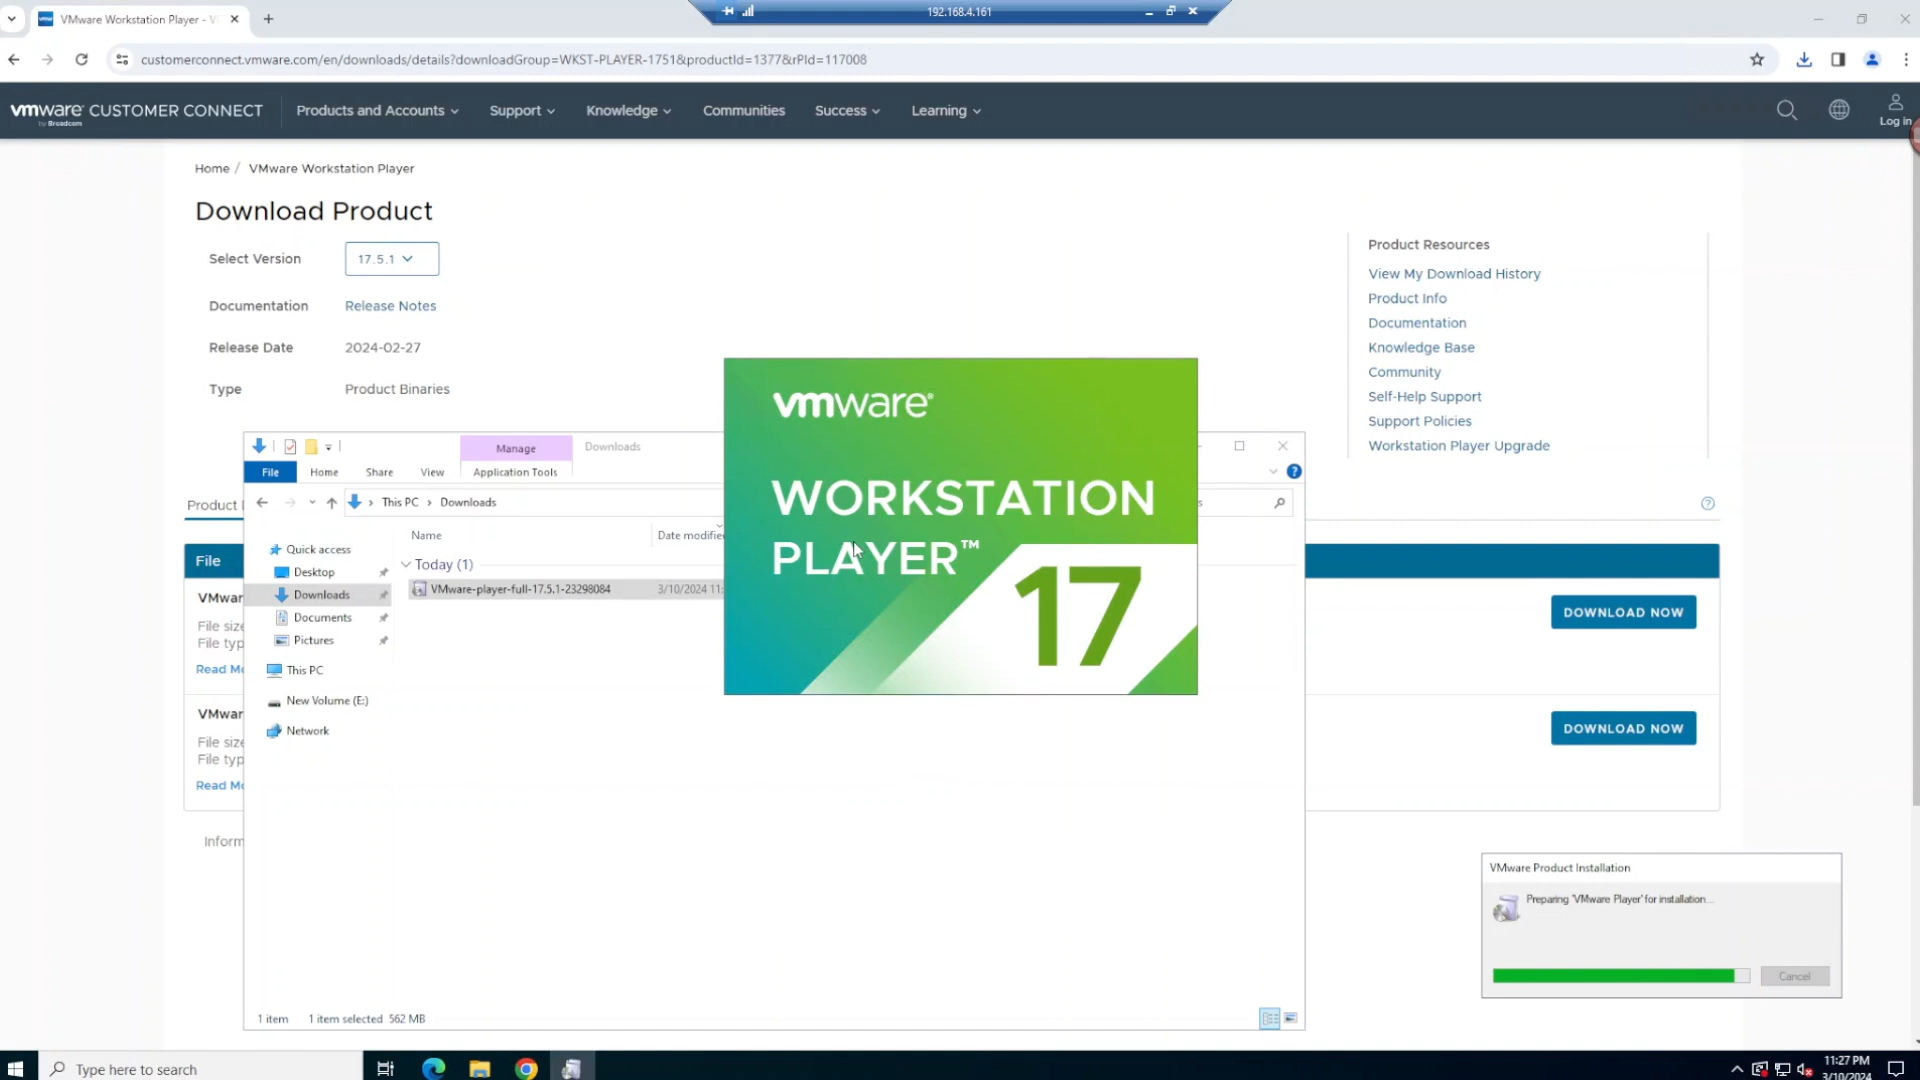 VMware Workstation Player - V
192.168.4.161
customerconnect.vmware.com/en/downloads/details?downloadGroup=WKST-PLAYER-1751&productId=1377&rPId=117008
vmware CUSTOMER CONNECT
by Broadcom
Products and Accounts
Support
Knowledge
Communities
Success
Learning
Log in
Home / VMware Workstation Player
Download Product
Select Version
17.5.1
Documentation
Release Notes
Release Date
2024-02-27
Type
Product Binaries
Product Resources
View My Download History
Product Info
Documentation
Knowledge Base
Community
Self-Help Support
Support Policies
Workstation Player Upgrade
Product
File
VMwar
File size
File typ
Read Mo
VMwar
File size
File typ
Read Mo
Inform
DOWNLOAD NOW
DOWNLOAD NOW
Manage
Downloads
File
Home
Share
View
Application Tools
This PC > Downloads
Name
Date modified
Quick access
Desktop
Downloads
Documents
Pictures
This PC
New Volume (E:)
Network
Today (1)
VMware-player-full-17.5.1-23298084
3/10/2024 11:
1 item
1 item selected 562 MB
vmware®
WORKSTATION
PLAYER™
17
VMware Product Installation
Preparing 'VMware Player' for installation...
Cancel
Type here to search
11:27 PM
3/10/2024